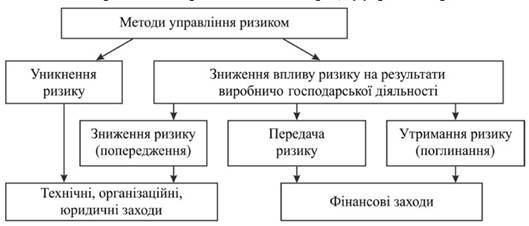 Методи управління ризиком
Уникнення
ризику
Зниження впливу ризику на результати
виробничо господарської діяльності
Зниження ризику
(попередження)
Передача
ризику
Утримання ризику
(поглинання)
Технічні, організаційні,
юридичні заходи
Фінансові заходи